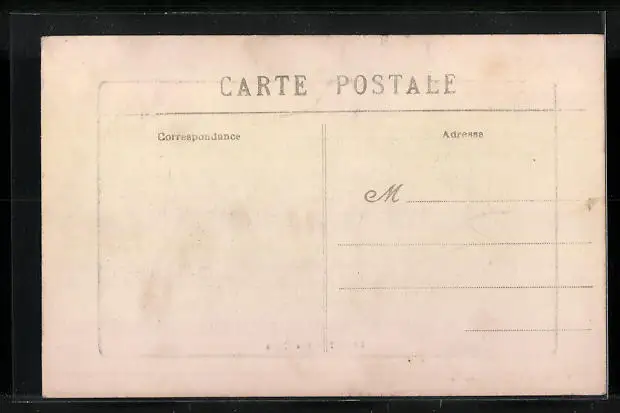 CARTE POSTALE
Correspondance
Adresse
M